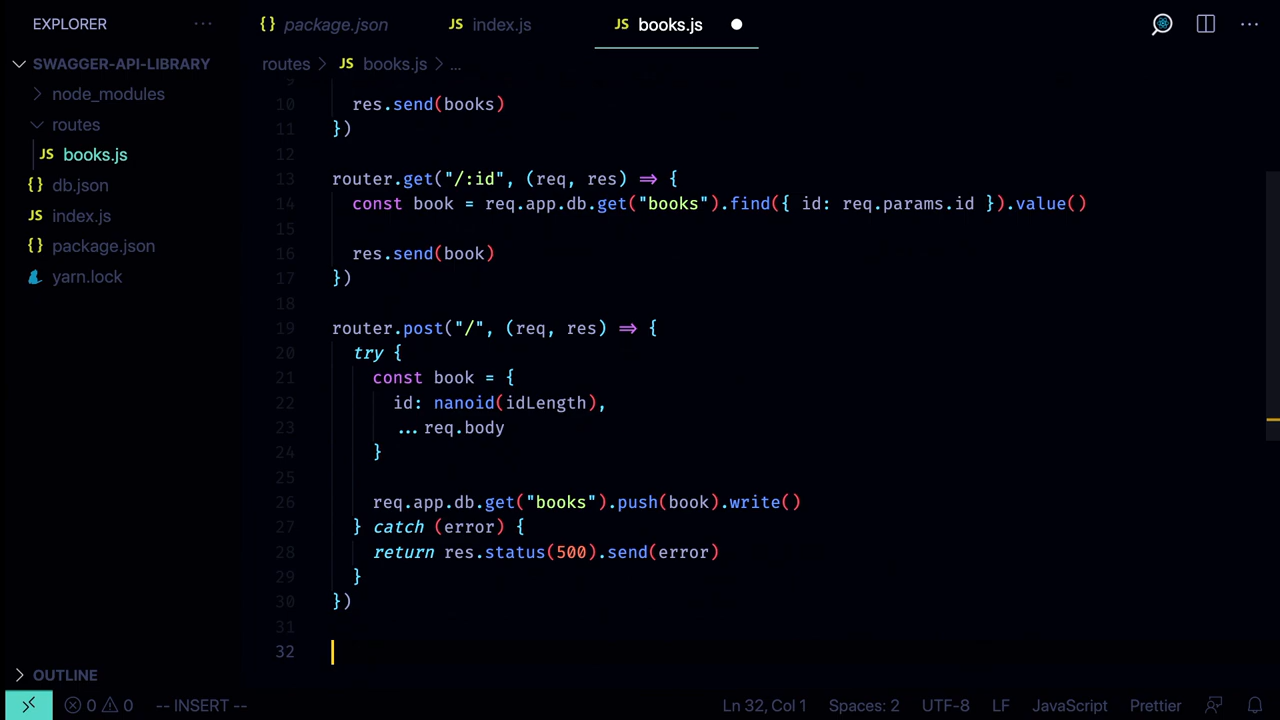 EXPLORER ...
{} package.json JS index.js JS books.js
SWAGGER-API-LIBRARY
node_modules
routes
JS books.js
{} db.json
JS index.js
{} package.json
yarn.lock
OUTLINE
routes > JS books.js > ...
9
10 res.send(books)
11 })
12
13 router.get("/:id", (req, res) => {
14 const book = req.app.db.get("books").find({ id: req.params.id }).value()
15
16 res.send(book)
17 })
18
19 router.post("/", (req, res) => {
20 try {
21 const book = {
22 id: nanoid(idLength),
23 ...req.body
24 }
25
26 req.app.db.get("books").push(book).write()
27 } catch (error) {
28 return res.status(500).send(error)
29 }
30 })
31
32
0 0 -- INSERT -- Ln 32, Col 1 Spaces: 2 UTF-8 LF JavaScript Prettier